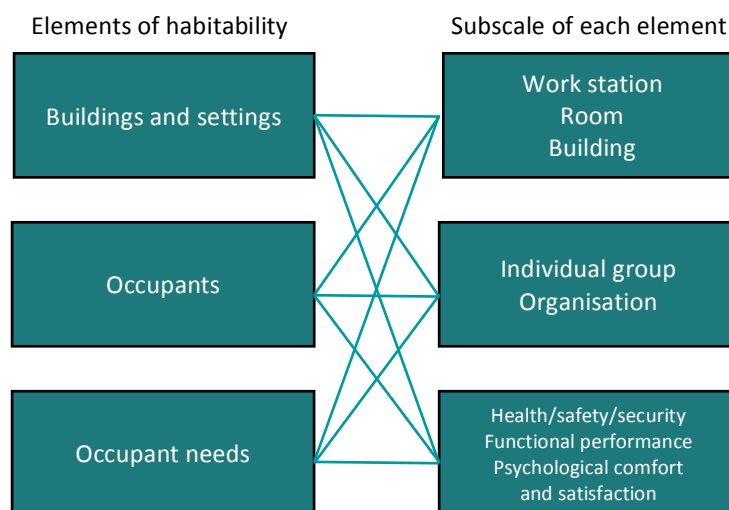 Elements of habitability
Subscale of each element
Buildings and settings
Work station
Room
Building
Occupants
Individual group
Organisation
Occupant needs
Health/safety/security
Functional performance
Psychological comfort
and satisfaction